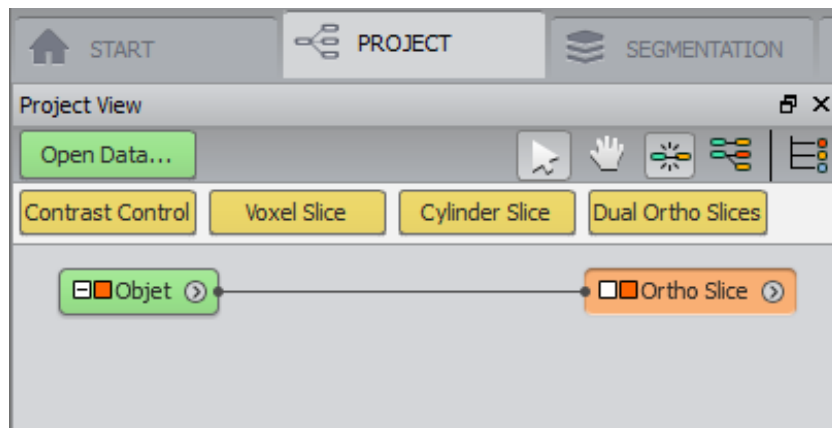 START PROJECT SEGMENTATION
Project View
Open Data...
Contrast Control Voxel Slice Cylinder Slice Dual Ortho Slices
Objet Ortho Slice